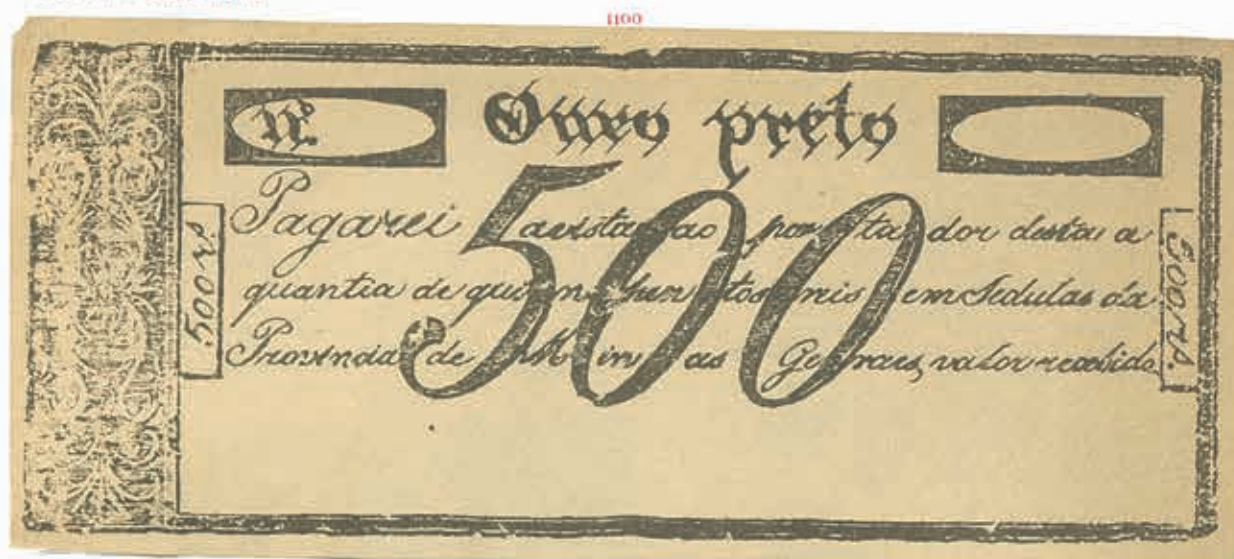 1100
Nº.
Ouro preto
500
Pagarei avista ao portador desta a
quantia de quinhentos reis em Sedulas da
Provincia de Minas Geraes, valor recebido
500 rs.
500 rs.